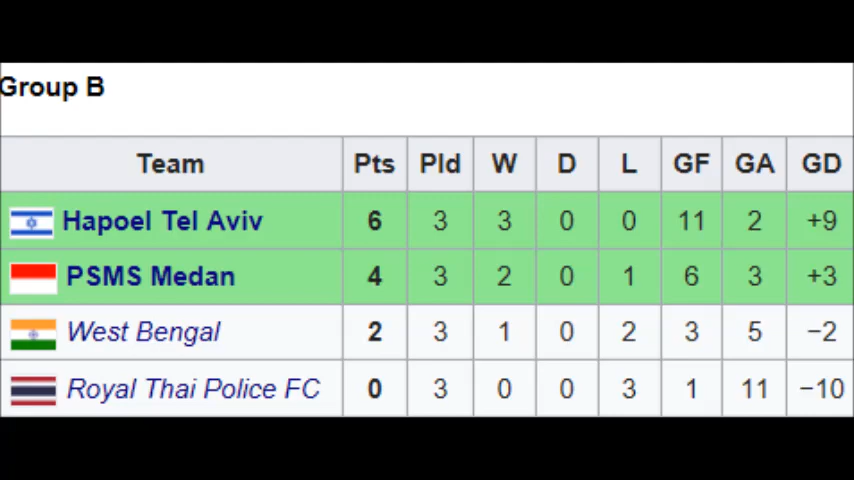 Group B
Team Pts Pld W D L GF GA GD
Hapoel Tel Aviv 6 3 3 0 0 11 2 +9
PSMS Medan 4 3 2 0 1 6 3 +3
West Bengal 2 3 1 0 2 3 5 −2
Royal Thai Police FC 0 3 0 0 3 1 11 −10